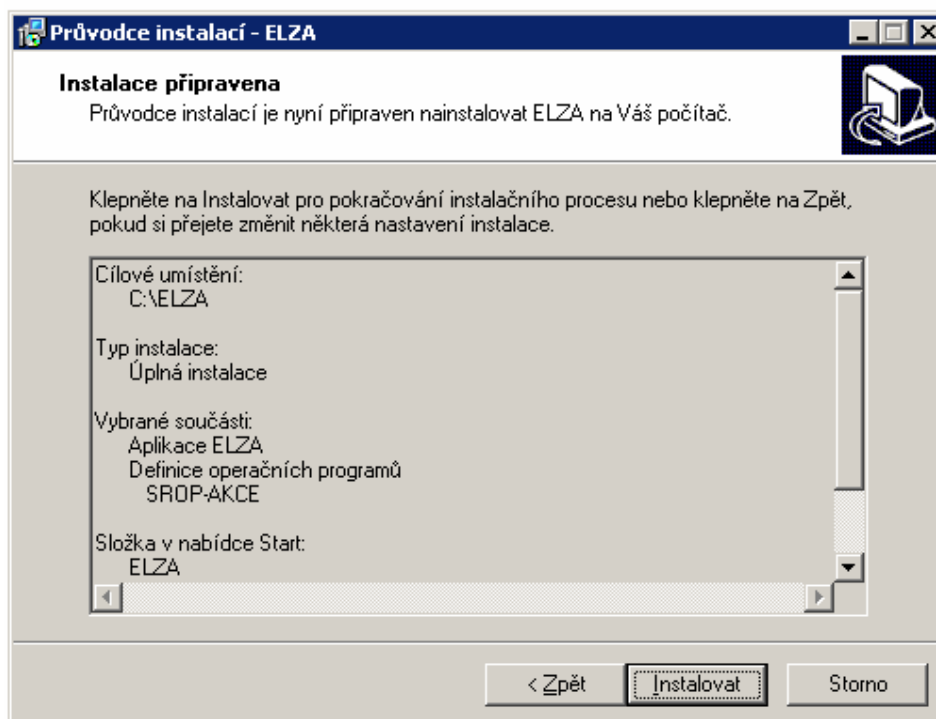 Průvodce instalací - ELZA
Instalace připravena
Průvodce instalací je nyní připraven nainstalovat ELZA na Váš počítač.
Klepněte na Instalovat pro pokračování instalačního procesu nebo klepněte na Zpět,
pokud si přejete změnit některá nastavení instalace.
Cílové umístění:
C:\ELZA
Typ instalace:
Úplná instalace
Vybrané součásti:
Aplikace ELZA
Definice operačních programů
SROP-AKCE
Složka v nabídce Start:
ELZA
< Zpět Instalovat Storno